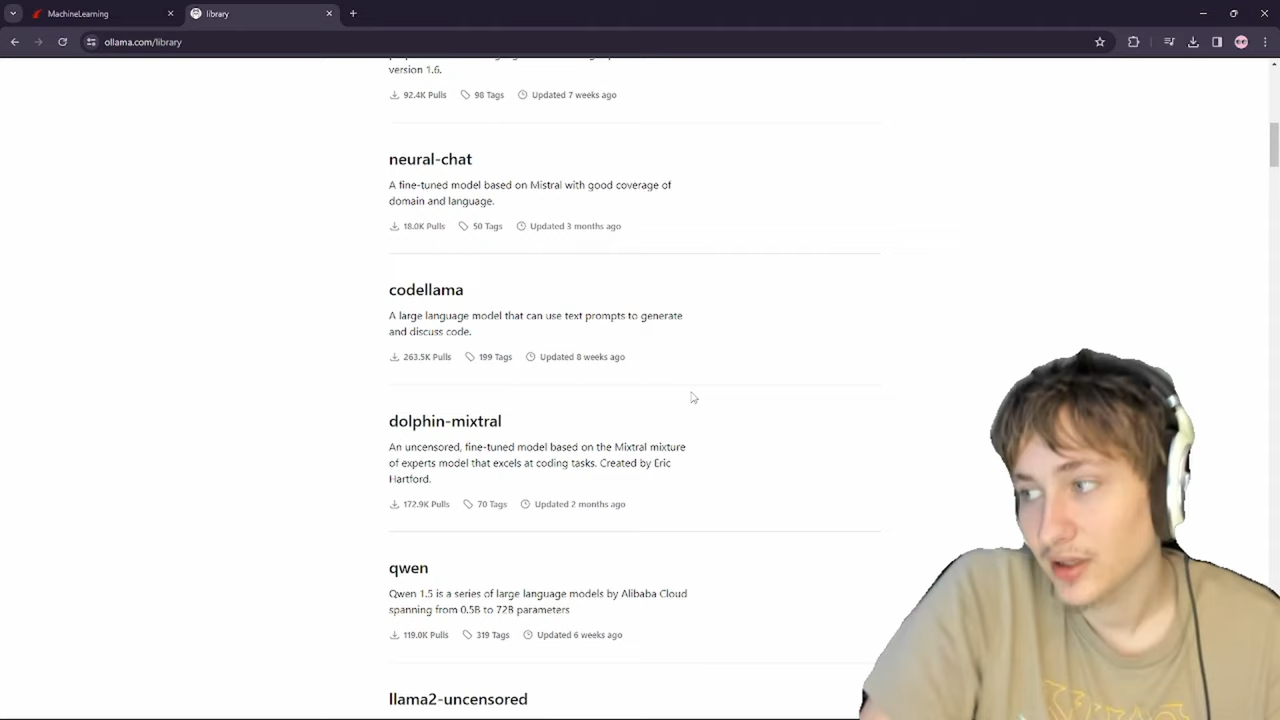 MachineLearning
library
ollama.com/library
version 1.6.
92.4K Pulls 98 Tags Updated 7 weeks ago
neural-chat
A fine-tuned model based on Mistral with good coverage of
domain and language.
18.0K Pulls 50 Tags Updated 3 months ago
codellama
A large language model that can use text prompts to generate
and discuss code.
263.5K Pulls 199 Tags Updated 8 weeks ago
dolphin-mixtral
An uncensored, fine-tuned model based on the Mixtral mixture
of experts model that excels at coding tasks. Created by Eric
Hartford.
172.9K Pulls 70 Tags Updated 2 months ago
qwen
Qwen 1.5 is a series of large language models by Alibaba Cloud
spanning from 0.5B to 72B parameters
119.0K Pulls 319 Tags Updated 6 weeks ago
llama2-uncensored